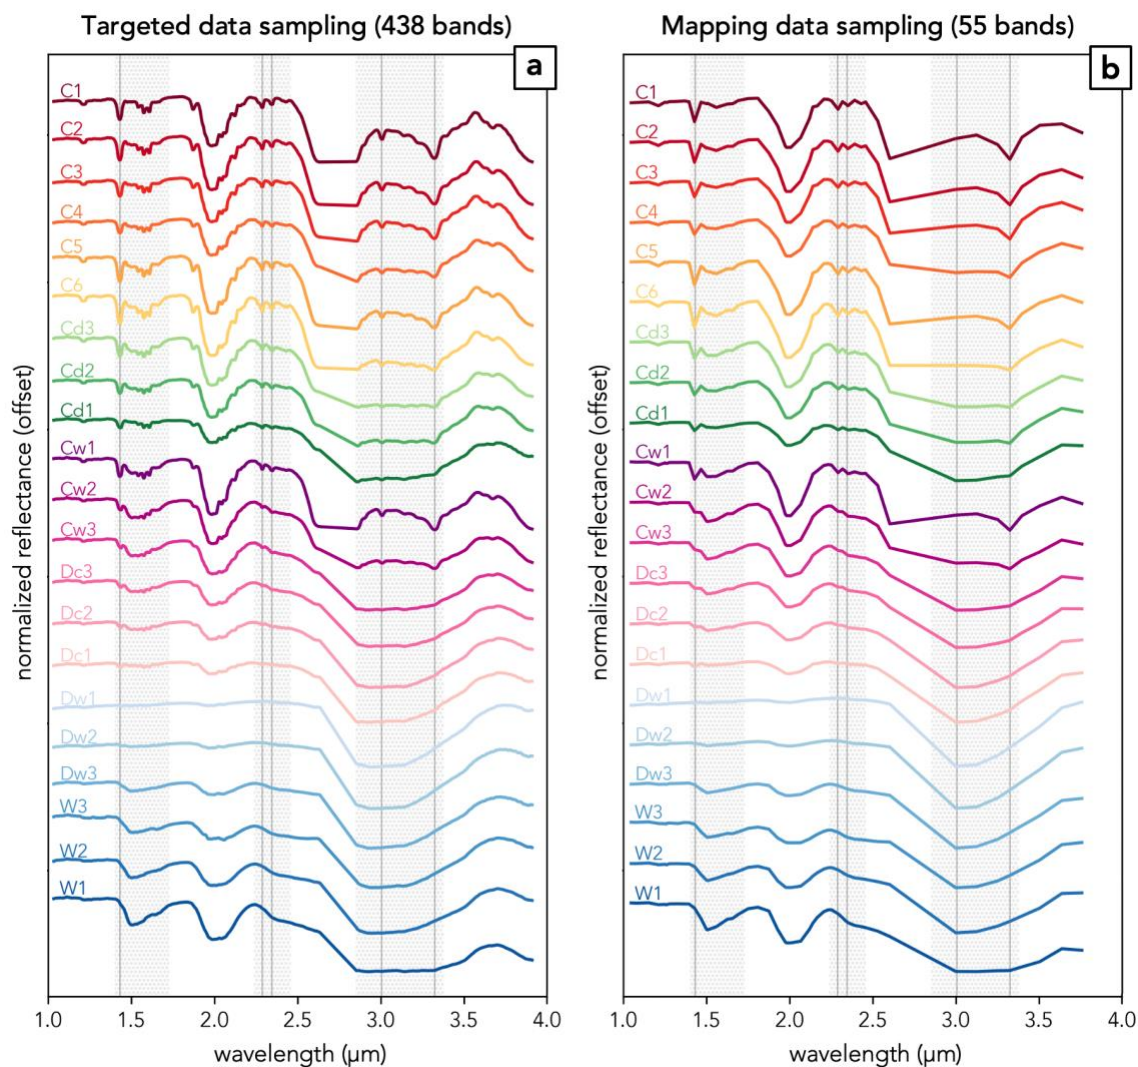 Targeted data sampling (438 bands)
a
C1
C2
C3
C4
C5
C6
Cd3
Cd2
Cd1
Cw1
Cw2
Cw3
Dc3
Dc2
Dc1
Dw1
Dw2
Dw3
W3
W2
W1
normalized reflectance (offset)
1.0 1.5 2.0 2.5 3.0 3.5 4.0
wavelength (μm)
Mapping data sampling (55 bands)
b
C1
C2
C3
C4
C5
C6
Cd3
Cd2
Cd1
Cw1
Cw2
Cw3
Dc3
Dc2
Dc1
Dw1
Dw2
Dw3
W3
W2
W1
normalized reflectance (offset)
1.0 1.5 2.0 2.5 3.0 3.5 4.0
wavelength (μm)